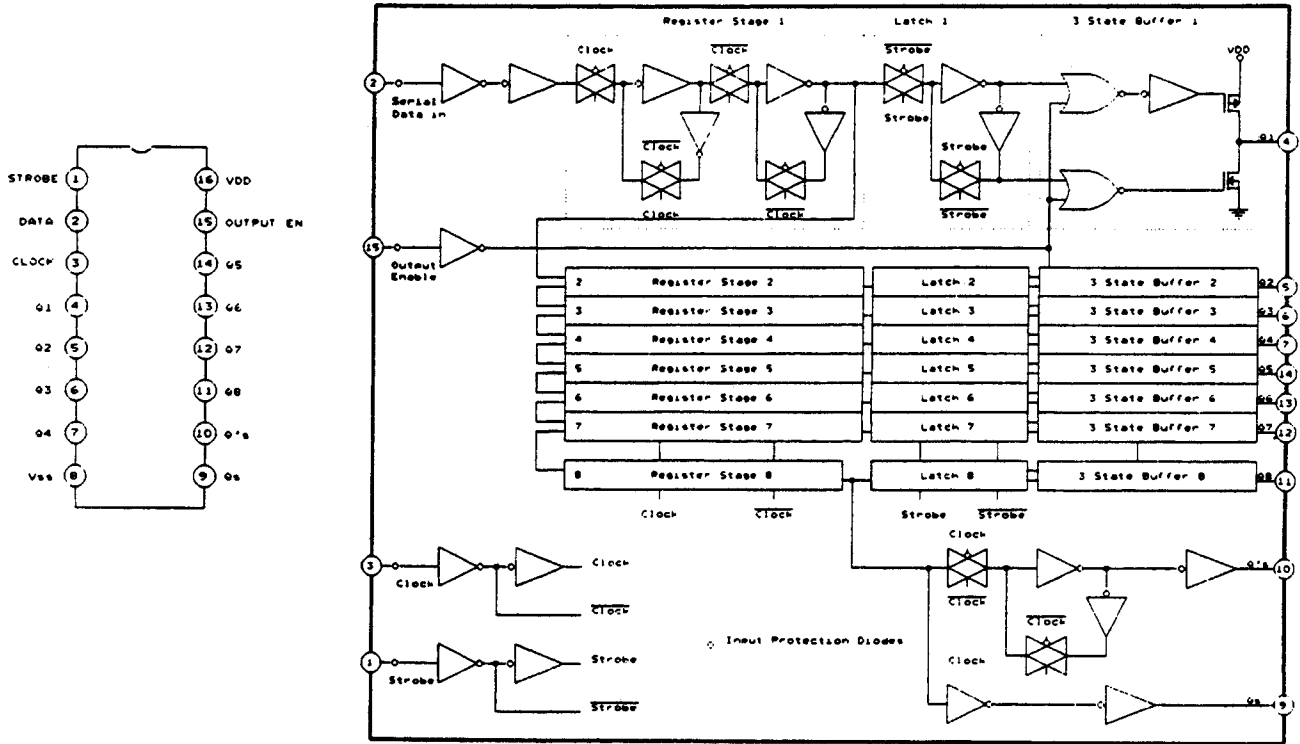 STROBE 1
DATA 2
CLOCK 3
Q1 4
Q2 5
Q3 6
Q4 7
Vss 8
16 VDD
15 OUTPUT EN
14 Q5
13 Q6
12 Q7
11 Q8
10 Q's
9 Qs
Register Stage 1 Latch 1 3 State Buffer 1
Clock Clock Strobe VDD
2
Serial
Data in
Strobe
Q1 4
Clock Clock Strobe
Clock Clock Strobe
15
Output
Enable
2 Register Stage 2 Latch 2 3 State Buffer 2 Q2 5
3 Register Stage 3 Latch 3 3 State Buffer 3 Q3 6
4 Register Stage 4 Latch 4 3 State Buffer 4 Q4 7
5 Register Stage 5 Latch 5 3 State Buffer 5 Q5 14
6 Register Stage 6 Latch 6 3 State Buffer 6 Q6 13
7 Register Stage 7 Latch 7 3 State Buffer 7 Q7 12
8 Register Stage 8 Latch 8 3 State Buffer 8 Q8 11
Clock Clock Strobe Strobe
Clock
3 Clock Clock Q's 10
Clock
Clock
Clock
Input Protection Diodes
1 Strobe Strobe
Clock
Strobe
Qs 9